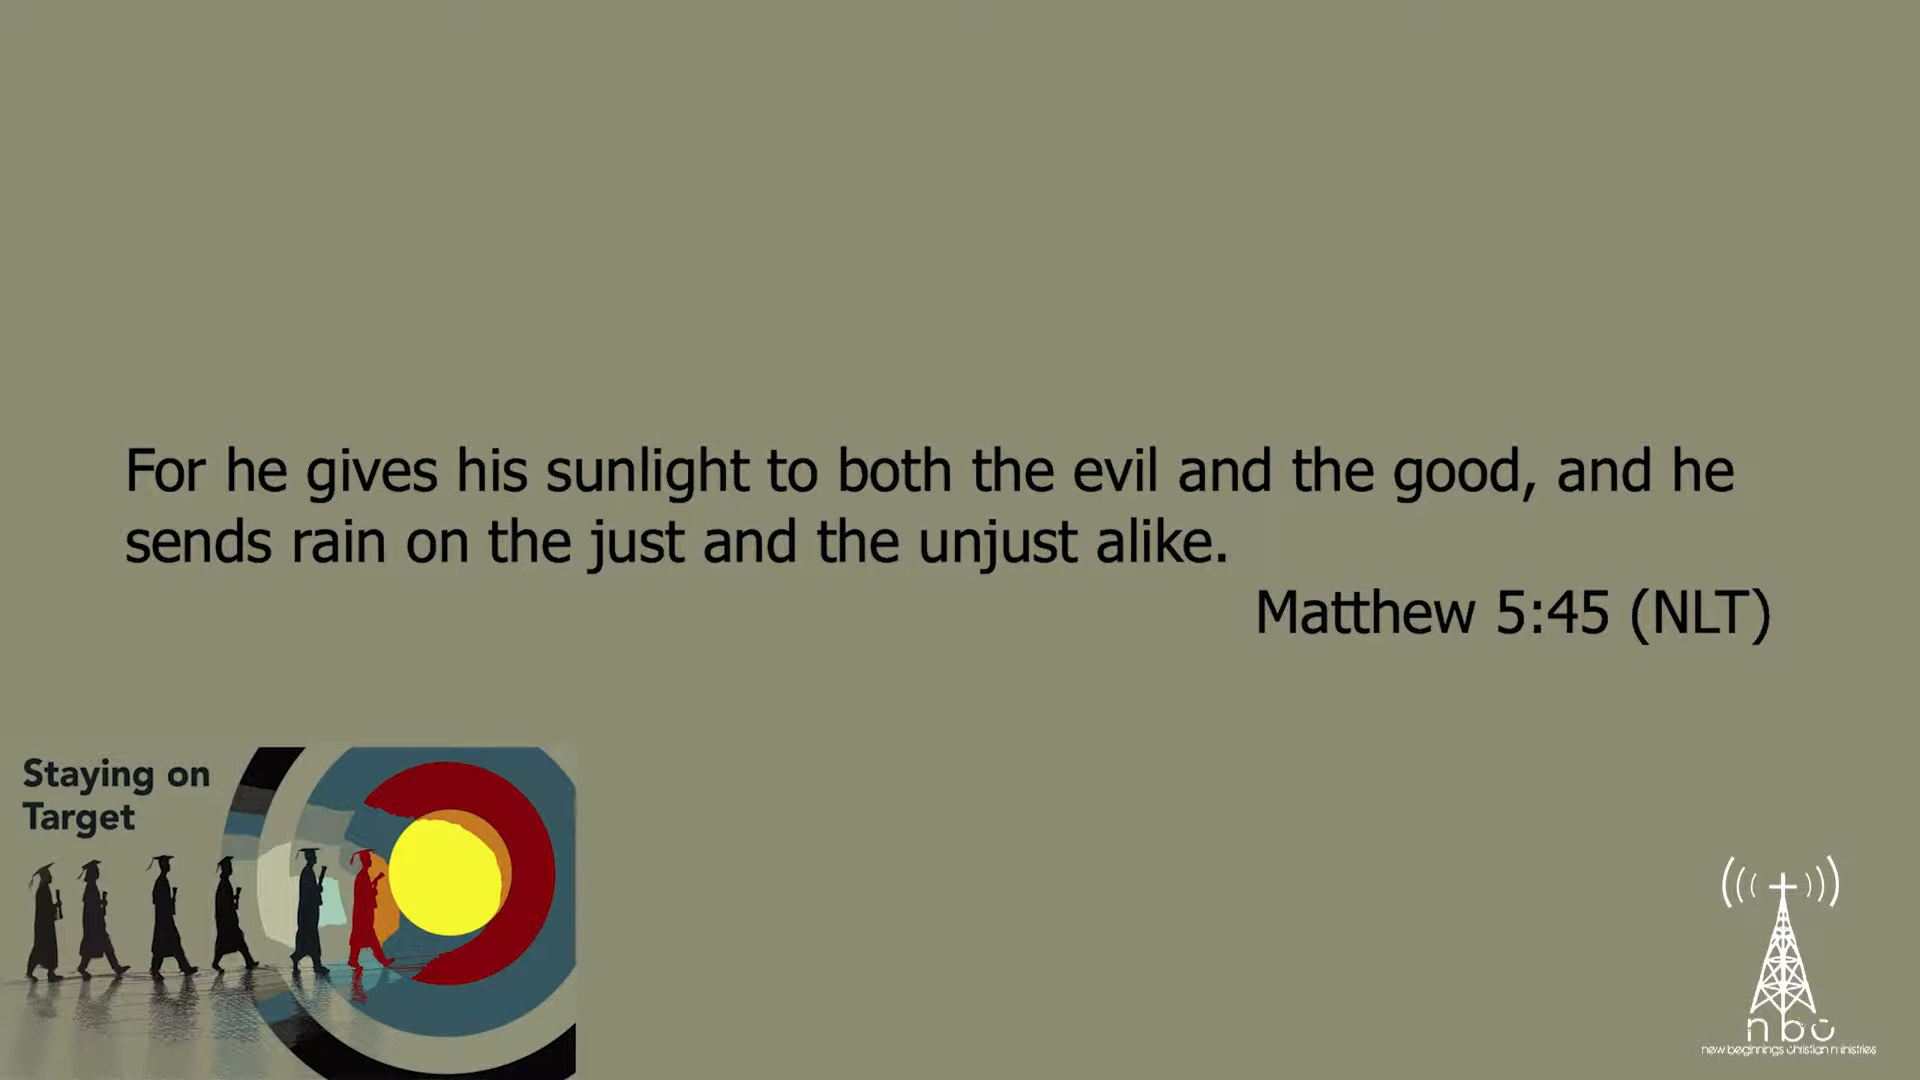 For he gives his sunlight to both the evil and the good, and he
sends rain on the just and the unjust alike.
Matthew 5:45 (NLT)
Staying on
Target
nbc
new beginnings christian ministries